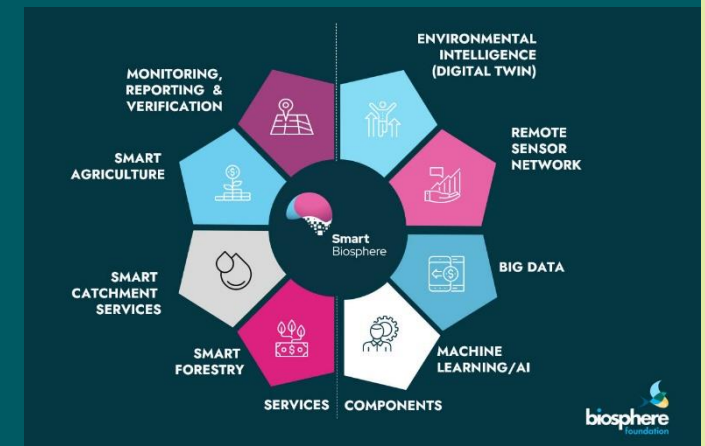 ENVIRONMENTAL
INTELLIGENCE
(DIGITAL TWIN)
MONITORING,
REPORTING &
VERIFICATION
REMOTE
SENSOR
NETWORK
SMART
AGRICULTURE
Smart
Biosphere
BIG DATA
SMART
CATCHMENT
SERVICES
SMART
FORESTRY
MACHINE
LEARNING/AI
SERVICES
COMPONENTS
biosphere
foundation